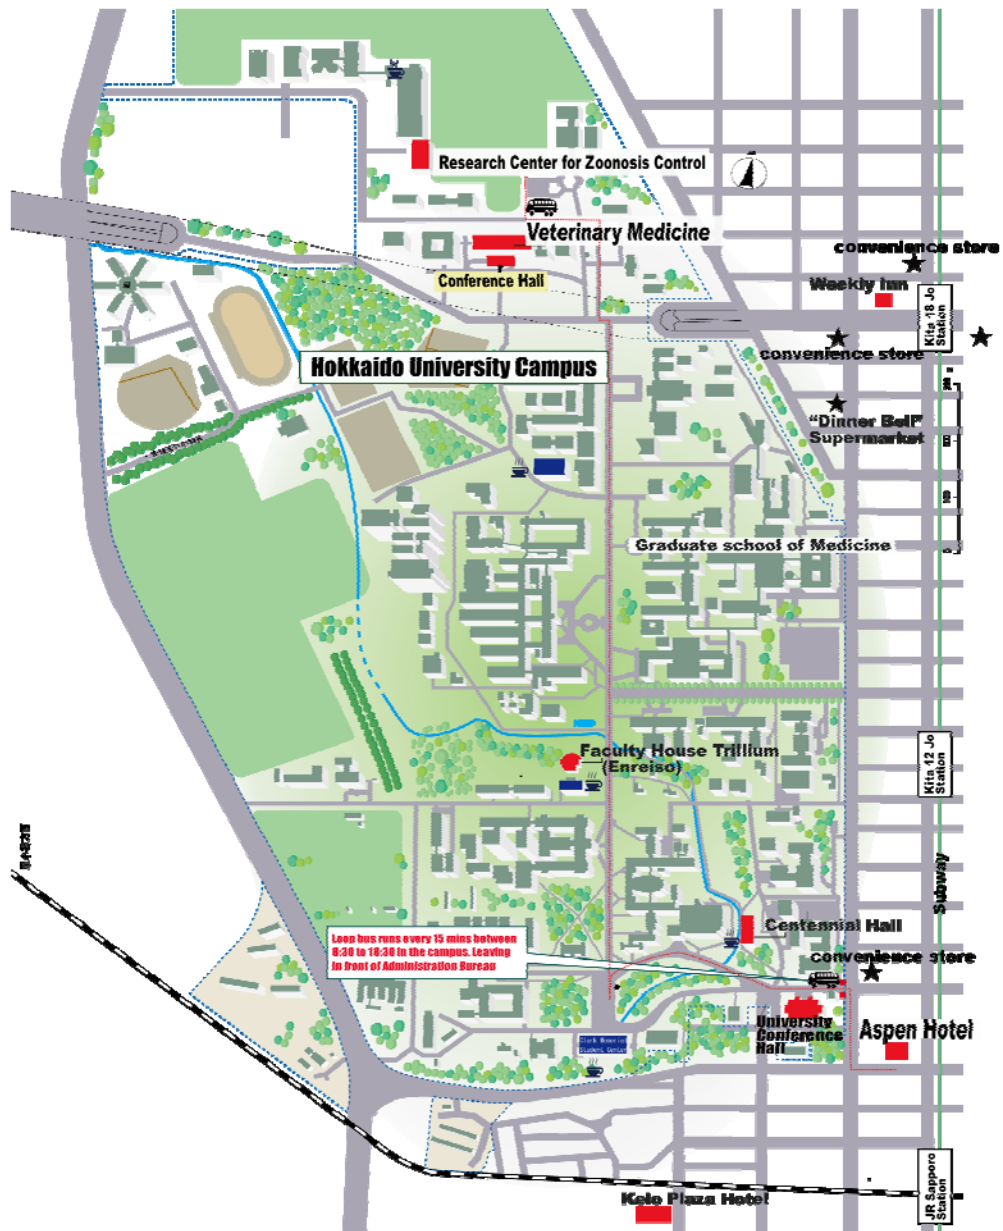 Research Center for Zoonosis Control
Veterinary Medicine
convenience store
Conference Hall
Weekly Inn
Kita 18 Jo
Station
convenience store
Hokkaido University Campus
"Dinner Bell"
Supermarket
Graduate school of Medicine
Faculty House Trillium
(Enreiso)
Kita 12 Jo
Station
Subway
Centennial Hall
Loop bus runs every 15 mins between
8:30 to 18:30 in the campus. Leaving
in front of Administration Bureau
convenience store
University
Conference
Hall
Aspen Hotel
Clark Memorial
Student Center
JR Sapporo
Station
Keio Plaza Hotel